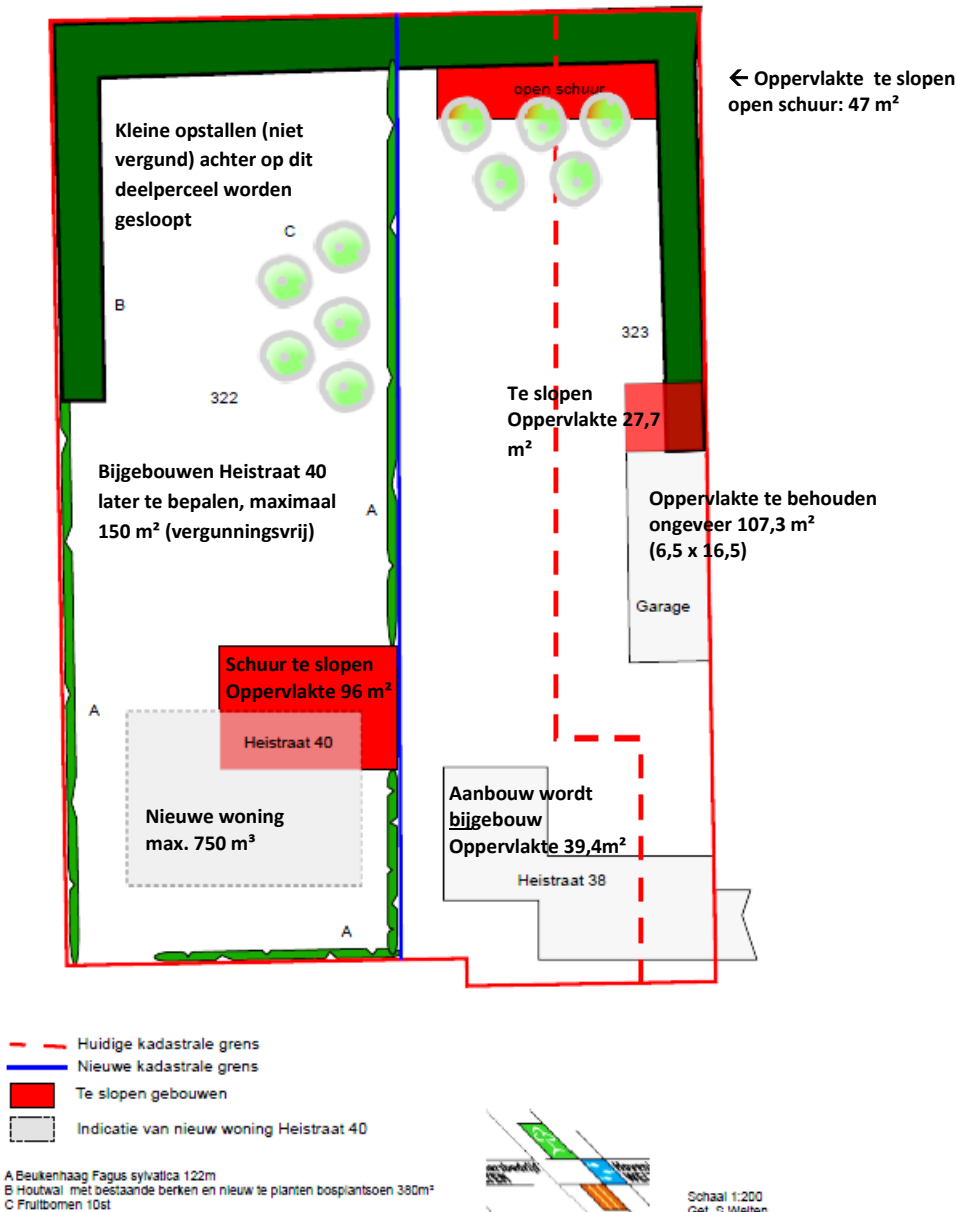 open schuur
← Oppervlakte te slopen
open schuur: 47 m²
Kleine opstallen (niet
vergund) achter op dit
deelperceel worden
gesloopt
C
B
323
322
Te slopen
Oppervlakte 27,7
m²
Bijgebouwen Heistraat 40
later te bepalen, maximaal
150 m² (vergunningsvrij)
A
Oppervlakte te behouden
ongeveer 107,3 m²
(6,5 x 16,5)
Garage
Schuur te slopen
Oppervlakte 96 m²
A
Heistraat 40
Nieuwe woning
max. 750 m³
Aanbouw wordt
bijgebouw
Oppervlakte 39,4m²
Heistraat 38
A
Huidige kadastrale grens
Nieuwe kadastrale grens
Te slopen gebouwen
Indicatie van nieuw woning Heistraat 40
A Beukenhaag Fagus sylvatica 122m
B Houtwal met bestaande berken en nieuw te planten bosplantsoen 380m²
C Fruitbomen 10st
Schaal 1:200
Get. S Welten